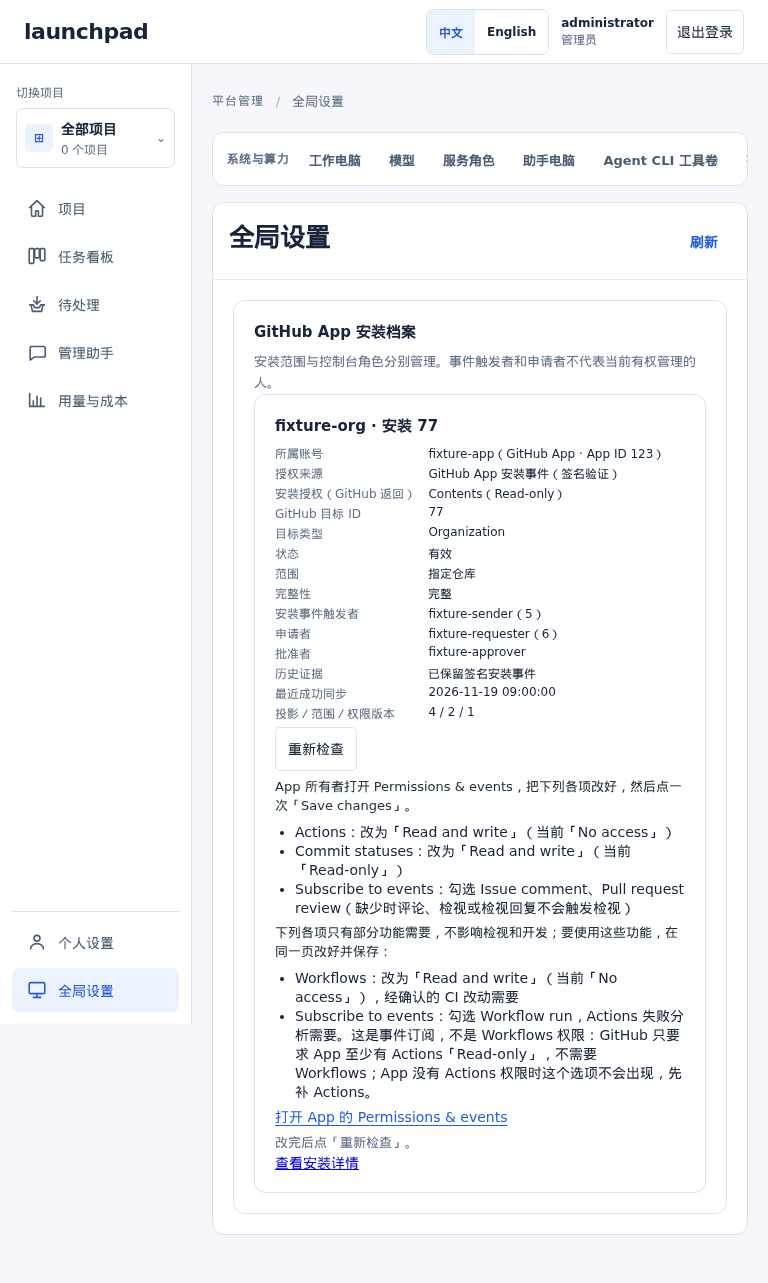 launchpad
中文
English
administrator
管理员
退出登录
切换项目
全部项目
0 个项目
项目
任务看板
待处理
管理助手
用量与成本
个人设置
全局设置
平台管理 / 全局设置
系统与算力 工作电脑 模型 服务角色 助手电脑 Agent CLI 工具卷
全局设置
刷新
GitHub App 安装档案
安装范围与控制台角色分别管理。事件触发者和申请者不代表当前有权管理的
人。
fixture-org · 安装 77
所属账号 fixture-app（GitHub App · App ID 123）
授权来源 GitHub App 安装事件（签名验证）
安装授权（GitHub 返回） Contents（Read-only）
GitHub 目标 ID 77
目标类型 Organization
状态 有效
范围 指定仓库
完整性 完整
安装事件触发者 fixture-sender（5）
申请者 fixture-requester（6）
批准者 fixture-approver
历史证据 已保留签名安装事件
最近成功同步 2026-11-19 09:00:00
投影 / 范围 / 权限版本 4 / 2 / 1
重新检查
App 所有者打开 Permissions & events，把下列各项改好，然后点一
次「Save changes」。
• Actions：改为「Read and write」（当前「No access」）
• Commit statuses：改为「Read and write」（当前
「Read-only」）
• Subscribe to events：勾选 Issue comment、Pull request
review（缺少时评论、检视或检视回复不会触发检视）
下列各项只有部分功能需要，不影响检视和开发；要使用这些功能，在
同一页改好并保存：
• Workflows：改为「Read and write」（当前「No
access」），经确认的 CI 改动需要
• Subscribe to events：勾选 Workflow run，Actions 失败分
析需要。这是事件订阅，不是 Workflows 权限：GitHub 只要
求 App 至少有 Actions「Read-only」，不需要
Workflows；App 没有 Actions 权限时这个选项不会出现，先
补 Actions。
打开 App 的 Permissions & events
改完后点「重新检查」。
查看安装详情